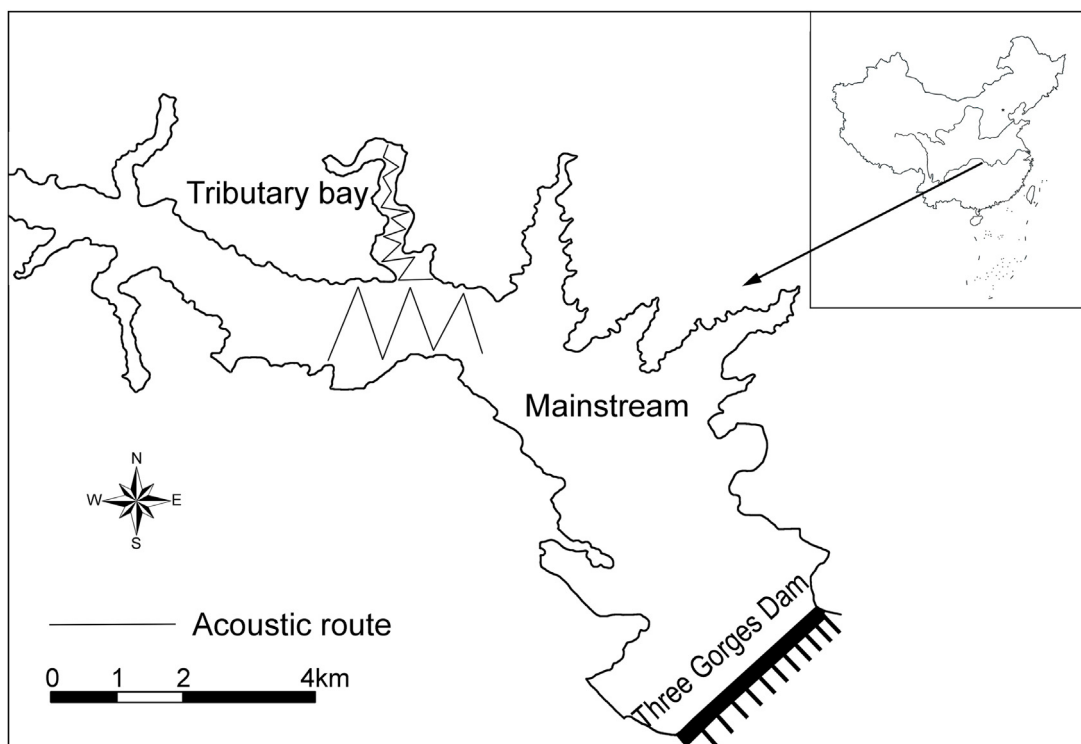 Tributary bay
Mainstream
N
W E
S
Three Gorges Dam
Acoustic route
0 1 2 4km